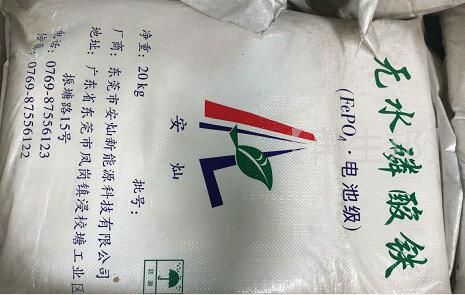 无水磷酸铁
(FePO₄·电池级)
安灿
净重: 20kg
批号:
厂商: 东莞市安灿新能源科技有限公司
地址: 广东省东莞市凤岗镇浸校塘工业区
振塘路15号
电话: 0769-87556123
传真: 0769-87556122
防潮